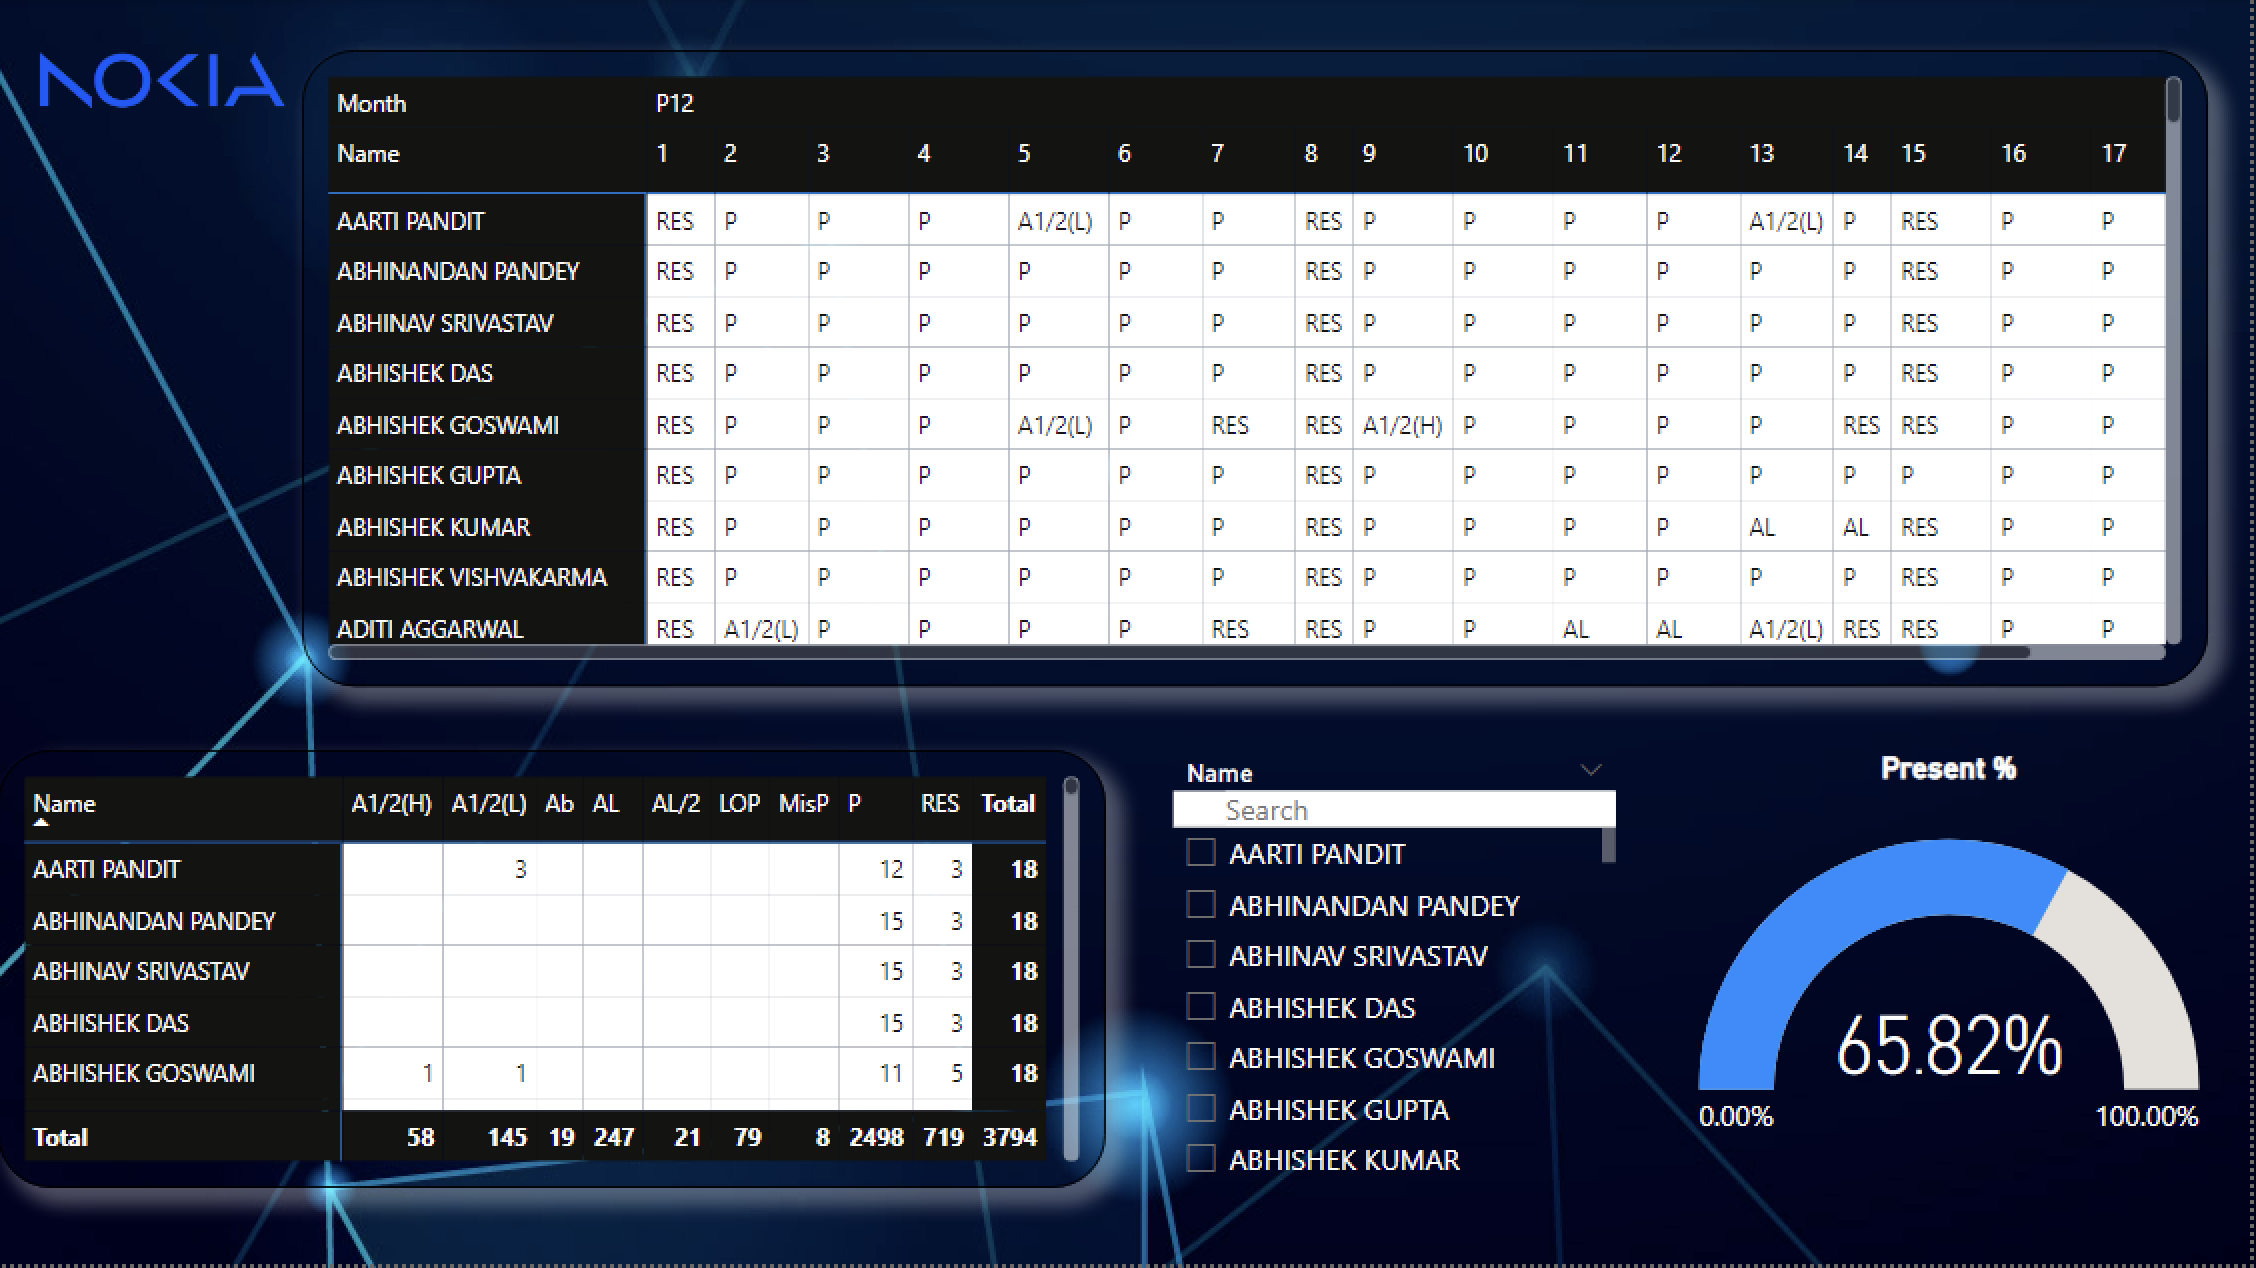 NOKIA
Month P12
Name 1 2 3 4 5 6 7 8 9 10 11 12 13 14 15 16 17
AARTI PANDIT RES P P P A1/2(L) P P RES P P P P A1/2(L) P RES P P
ABHINANDAN PANDEY RES P P P P P P RES P P P P P P RES P P
ABHINAV SRIVASTAV RES P P P P P P RES P P P P P P RES P P
ABHISHEK DAS RES P P P P P P RES P P P P P P RES P P
ABHISHEK GOSWAMI RES P P P A1/2(L) P RES RES A1/2(H) P P P P RES RES P P
ABHISHEK GUPTA RES P P P P P P RES P P P P P P P P P
ABHISHEK KUMAR RES P P P P P P RES P P P P AL AL RES P P
ABHISHEK VISHVAKARMA RES P P P P P P RES P P P P P P RES P P
ADITI AGGARWAL RES A1/2(L) P P P P RES RES P P AL AL A1/2(L) RES RES P P
Name A1/2(H) A1/2(L) Ab AL AL/2 LOP MisP P RES Total
AARTI PANDIT 3 12 3 18
ABHINANDAN PANDEY 15 3 18
ABHINAV SRIVASTAV 15 3 18
ABHISHEK DAS 15 3 18
ABHISHEK GOSWAMI 1 1 11 5 18
Total 58 145 19 247 21 79 8 2498 719 3794
Name
Search
AARTI PANDIT
ABHINANDAN PANDEY
ABHINAV SRIVASTAV
ABHISHEK DAS
ABHISHEK GOSWAMI
ABHISHEK GUPTA
ABHISHEK KUMAR
Present %
65.82%
0.00% 100.00%